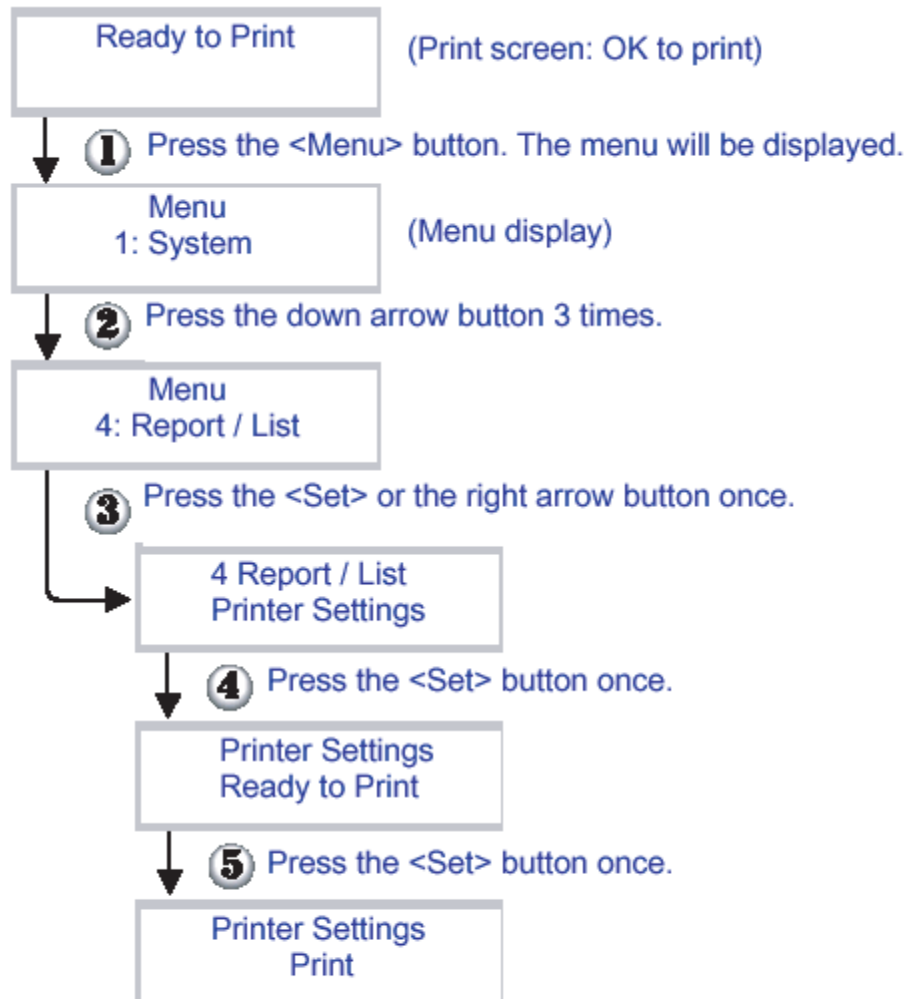 Ready to Print
(Print screen: OK to print)
1 Press the <Menu> button. The menu will be displayed.
Menu
1: System
(Menu display)
2 Press the down arrow button 3 times.
Menu
4: Report / List
3 Press the <Set> or the right arrow button once.
4 Report / List
Printer Settings
4 Press the <Set> button once.
Printer Settings
Ready to Print
5 Press the <Set> button once.
Printer Settings
Print